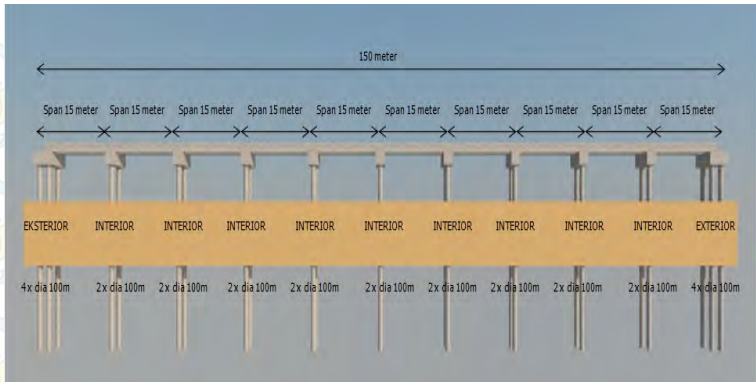 150 meter
Span 15 meter Span 15 meter Span 15 meter Span 15 meter Span 15 meter Span 15 meter Span 15 meter Span 15 meter Span 15 meter Span 15 meter
EKSTERIOR INTERIOR INTERIOR INTERIOR INTERIOR INTERIOR INTERIOR INTERIOR INTERIOR INTERIOR EXTERIOR
4x dia 100m 2x dia 100m 2x dia 100m 2x dia 100m 2x dia 100m 2x dia 100m 2x dia 100m 2x dia 100m 2x dia 100m 2x dia 100m 4x dia 100m